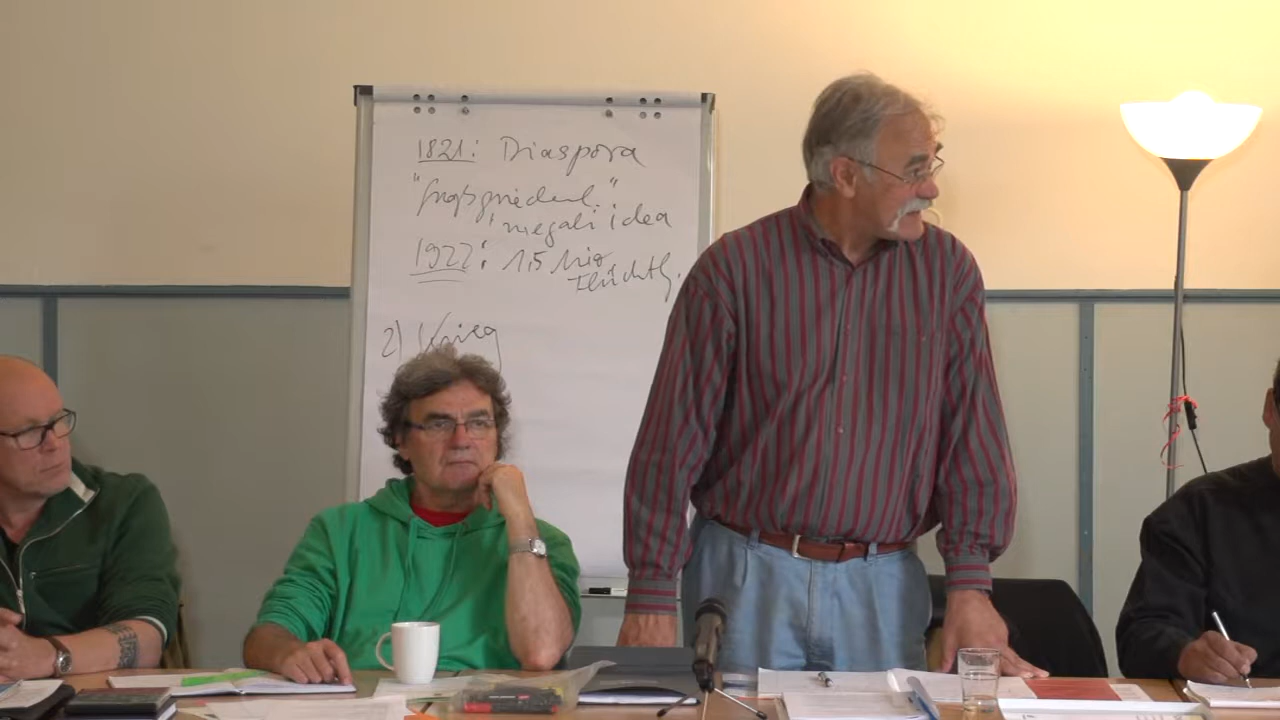 1821: Diaspora
"Großgriechenl."
"megali idea
1922: 1,5 Mio
Flüchtl.
2) Krieg